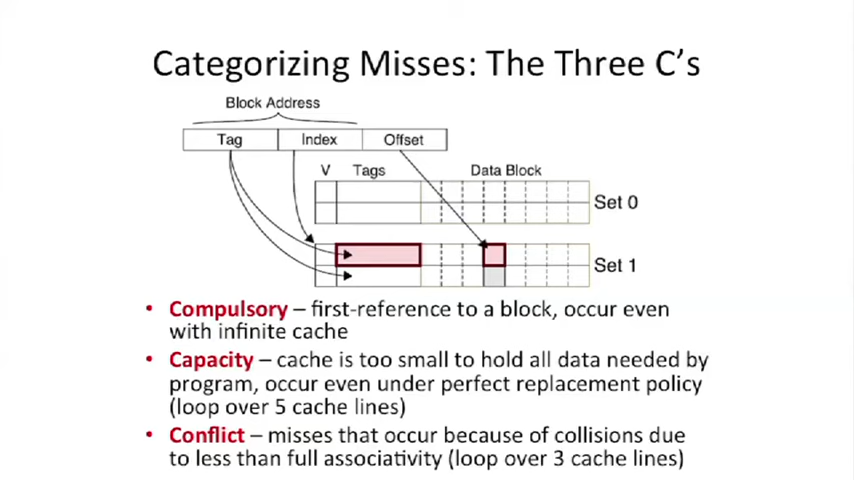 Categorizing Misses: The Three C’s
Block Address
Tag Index Offset
V Tags Data Block
Set 0
Set 1
• Compulsory – first-reference to a block, occur even
with infinite cache
• Capacity – cache is too small to hold all data needed by
program, occur even under perfect replacement policy
(loop over 5 cache lines)
• Conflict – misses that occur because of collisions due
to less than full associativity (loop over 3 cache lines)